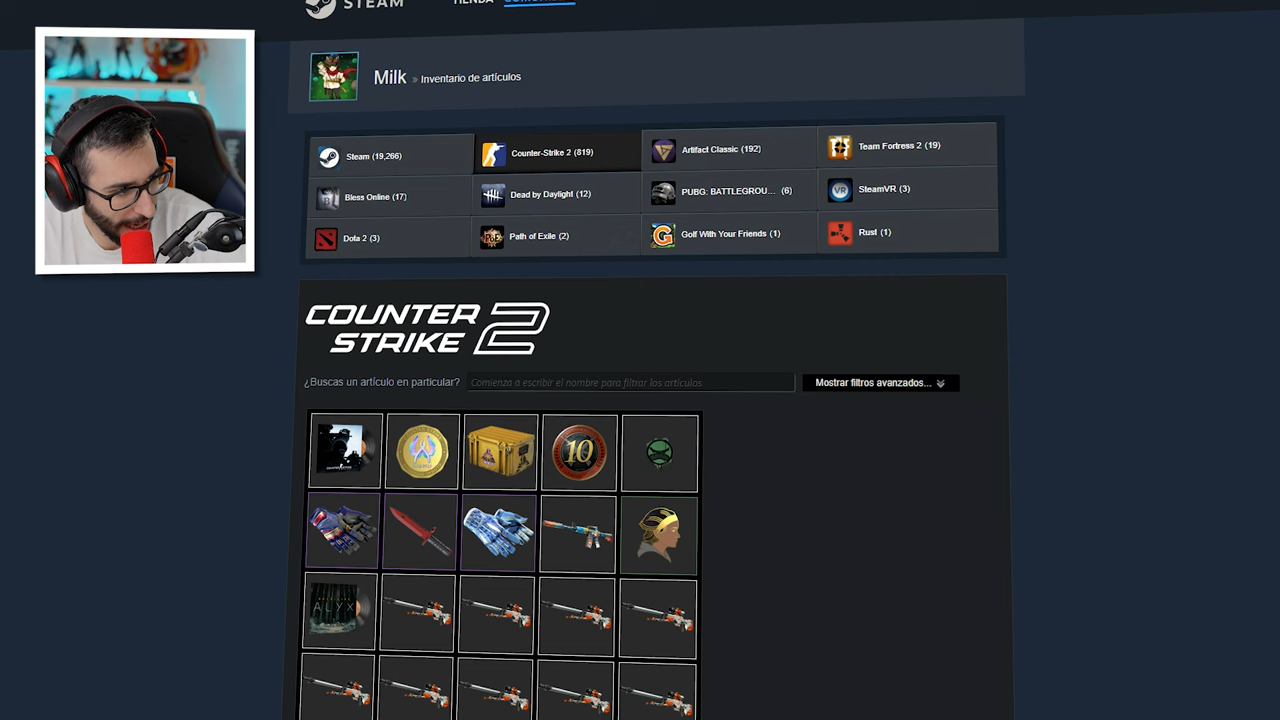 STEAM
TIENDA
Milk » Inventario de artículos
Steam (19,266)
Counter-Strike 2 (819)
Artifact Classic (192)
Team Fortress 2 (19)
Bless Online (17)
Dead by Daylight (12)
PUBG: BATTLEGROU... (6)
SteamVR (3)
Dota 2 (3)
Path of Exile (2)
Golf With Your Friends (1)
Rust (1)
COUNTER
STRIKE 2
¿Buscas un artículo en particular?
Comienza a escribir el nombre para filtrar los artículos
Mostrar filtros avanzados...
10
ALYX